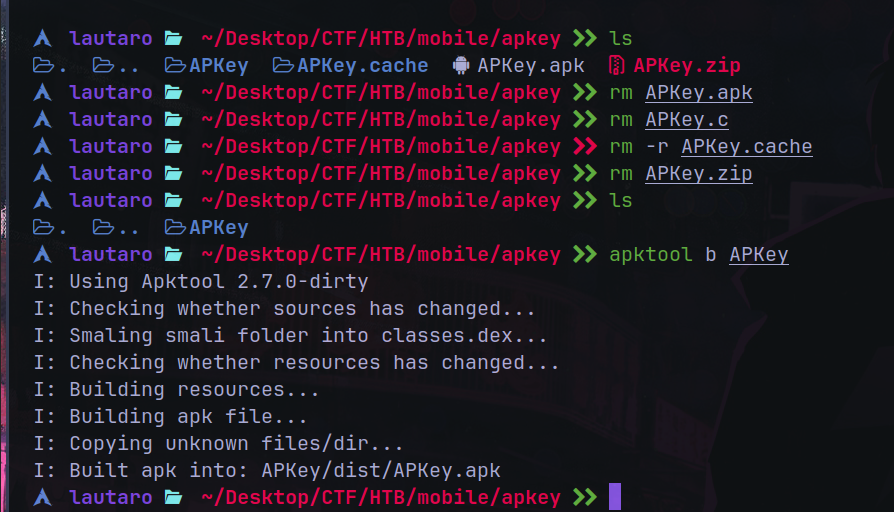 lautaro ~/Desktop/CTF/HTB/mobile/apkey >> ls
. .. APKey APKey.cache APKey.apk APKey.zip
lautaro ~/Desktop/CTF/HTB/mobile/apkey >> rm APKey.apk
lautaro ~/Desktop/CTF/HTB/mobile/apkey >> rm APKey.c
lautaro ~/Desktop/CTF/HTB/mobile/apkey >> rm -r APKey.cache
lautaro ~/Desktop/CTF/HTB/mobile/apkey >> rm APKey.zip
lautaro ~/Desktop/CTF/HTB/mobile/apkey >> ls
. .. APKey
lautaro ~/Desktop/CTF/HTB/mobile/apkey >> apktool b APKey
I: Using Apktool 2.7.0-dirty
I: Checking whether sources has changed...
I: Smaling smali folder into classes.dex...
I: Checking whether resources has changed...
I: Building resources...
I: Building apk file...
I: Copying unknown files/dir...
I: Built apk into: APKey/dist/APKey.apk
lautaro ~/Desktop/CTF/HTB/mobile/apkey >>